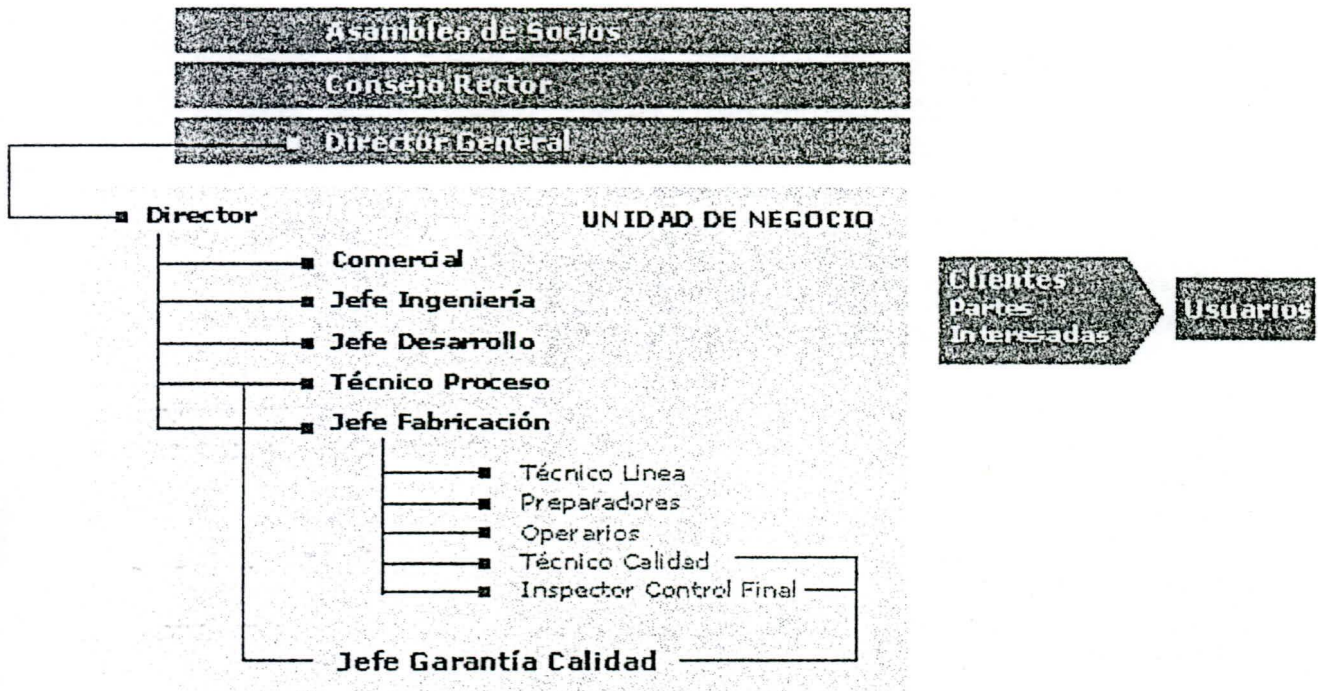 Asamblea de Socios
Consejo Rector
Director General
Director
UNIDAD DE NEGOCIO
Comercial
Jefe Ingeniería
Jefe Desarrollo
Técnico Proceso
Jefe Fabricación
Técnico Línea
Preparadores
Operarios
Técnico Calidad
Inspector Control Final
Jefe Garantía Calidad
Clientes
Partes
Interesadas
Usuarios